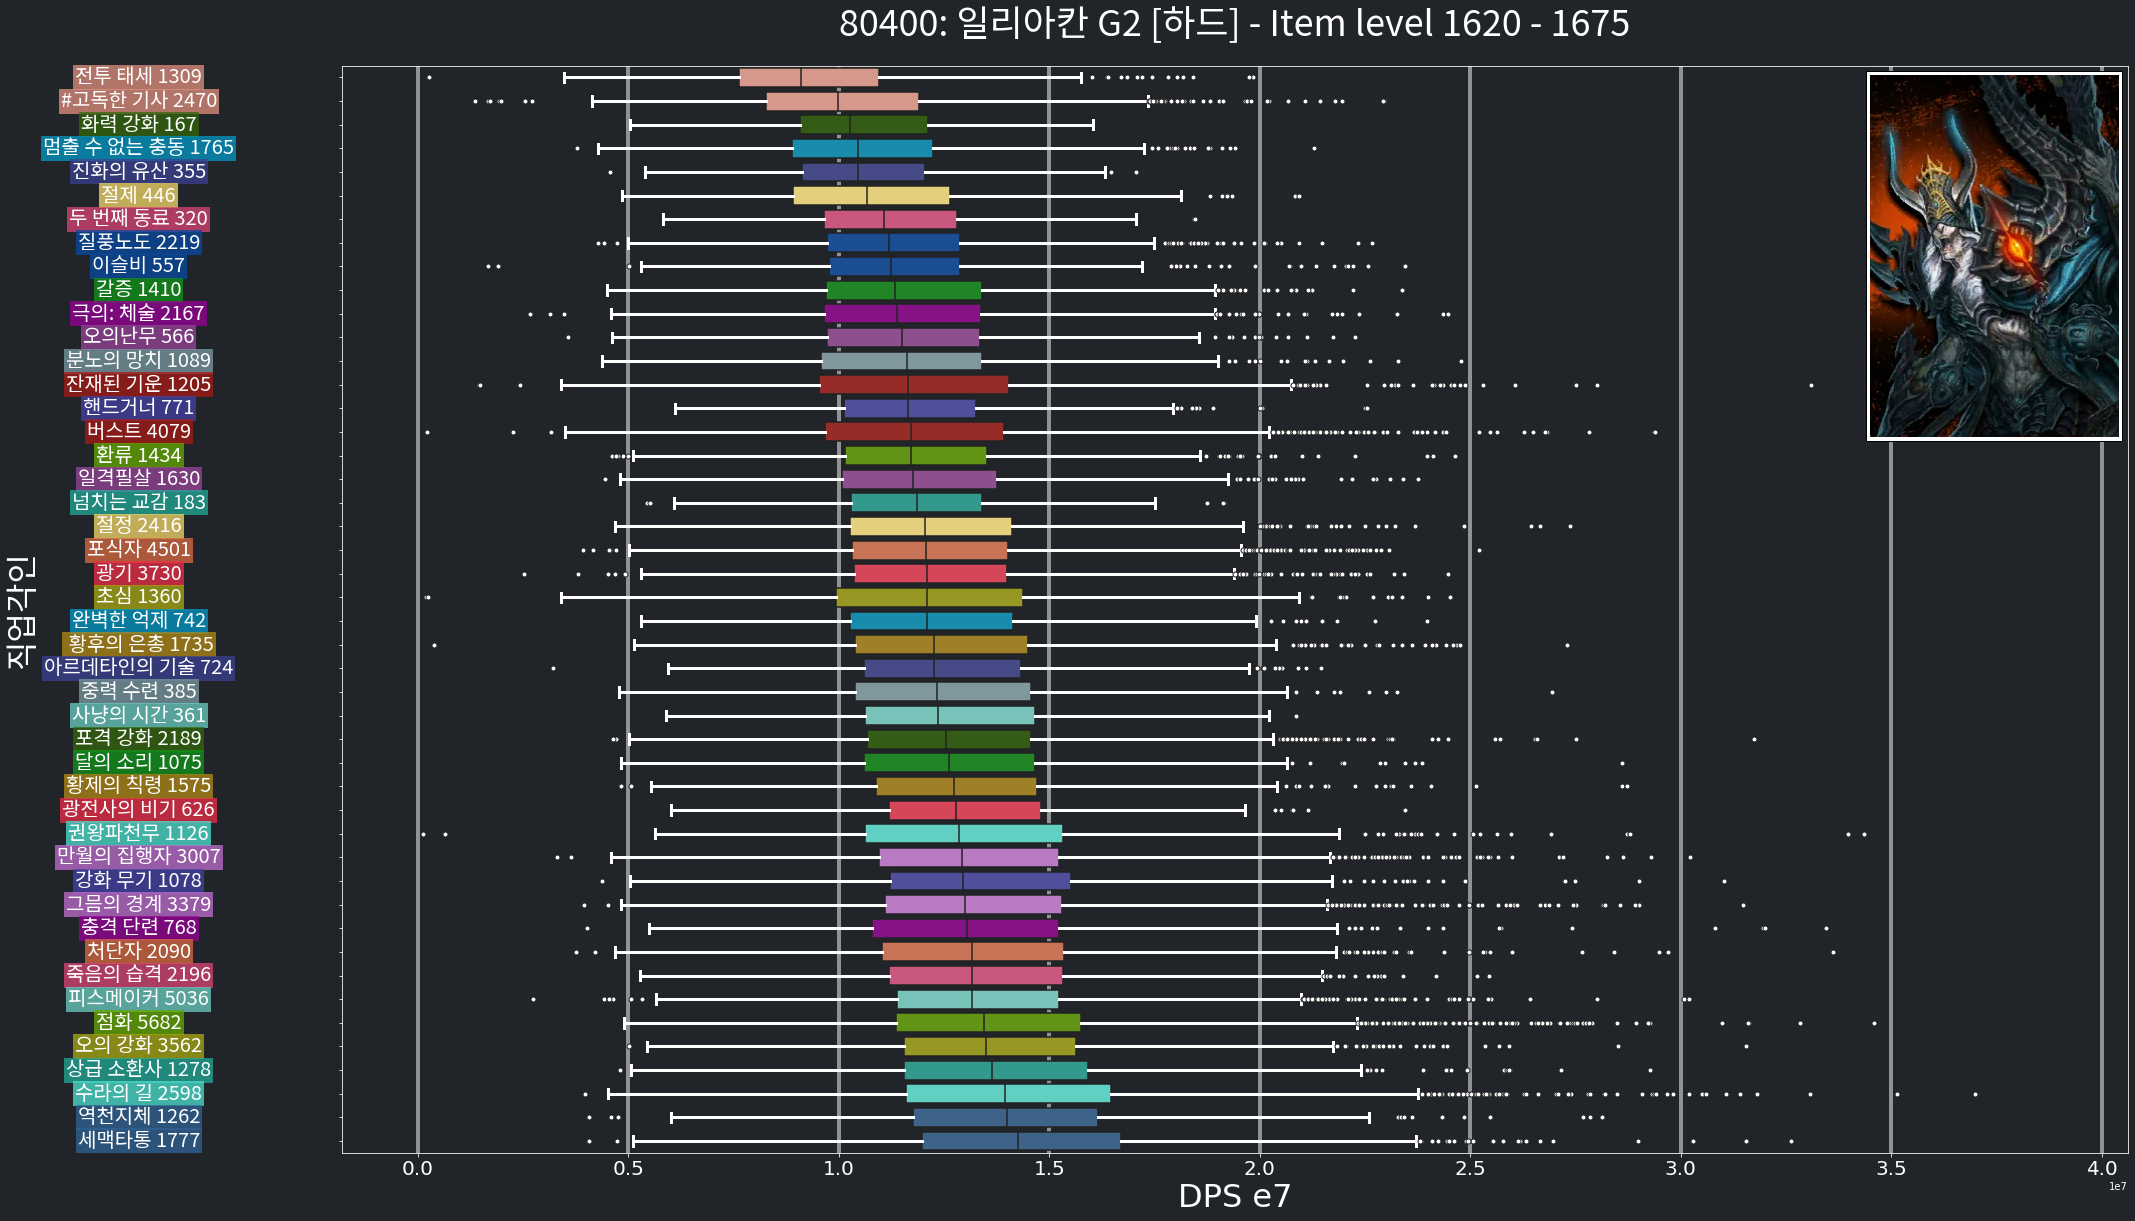 80400: 일리아칸 G2 [하드] - Item level 1620 - 1675
전투 태세 1309
#고독한 기사 2470
화력 강화 167
멈출 수 없는 충동 1765
진화의 유산 355
절제 446
두 번째 동료 320
질풍노도 2219
이슬비 557
갈증 1410
극의: 체술 2167
오의난무 566
분노의 망치 1089
잔재된 기운 1205
핸드거너 771
버스트 4079
환류 1434
일격필살 1630
넘치는 교감 183
절정 2416
포식자 4501
광기 3730
초심 1360
완벽한 억제 742
황후의 은총 1735
아르데타인의 기술 724
중력 수련 385
사냥의 시간 361
포격 강화 2189
달의 소리 1075
황제의 칙령 1575
광전사의 비기 626
권왕파천무 1126
만월의 집행자 3007
강화 무기 1078
그믐의 경계 3379
충격 단련 768
처단자 2090
죽음의 습격 2196
피스메이커 5036
점화 5682
오의 강화 3562
상급 소환사 1278
수라의 길 2598
역천지체 1262
세맥타통 1777
직업각인
0.0 0.5 1.0 1.5 2.0 2.5 3.0 3.5 4.0
1e7
DPS e7